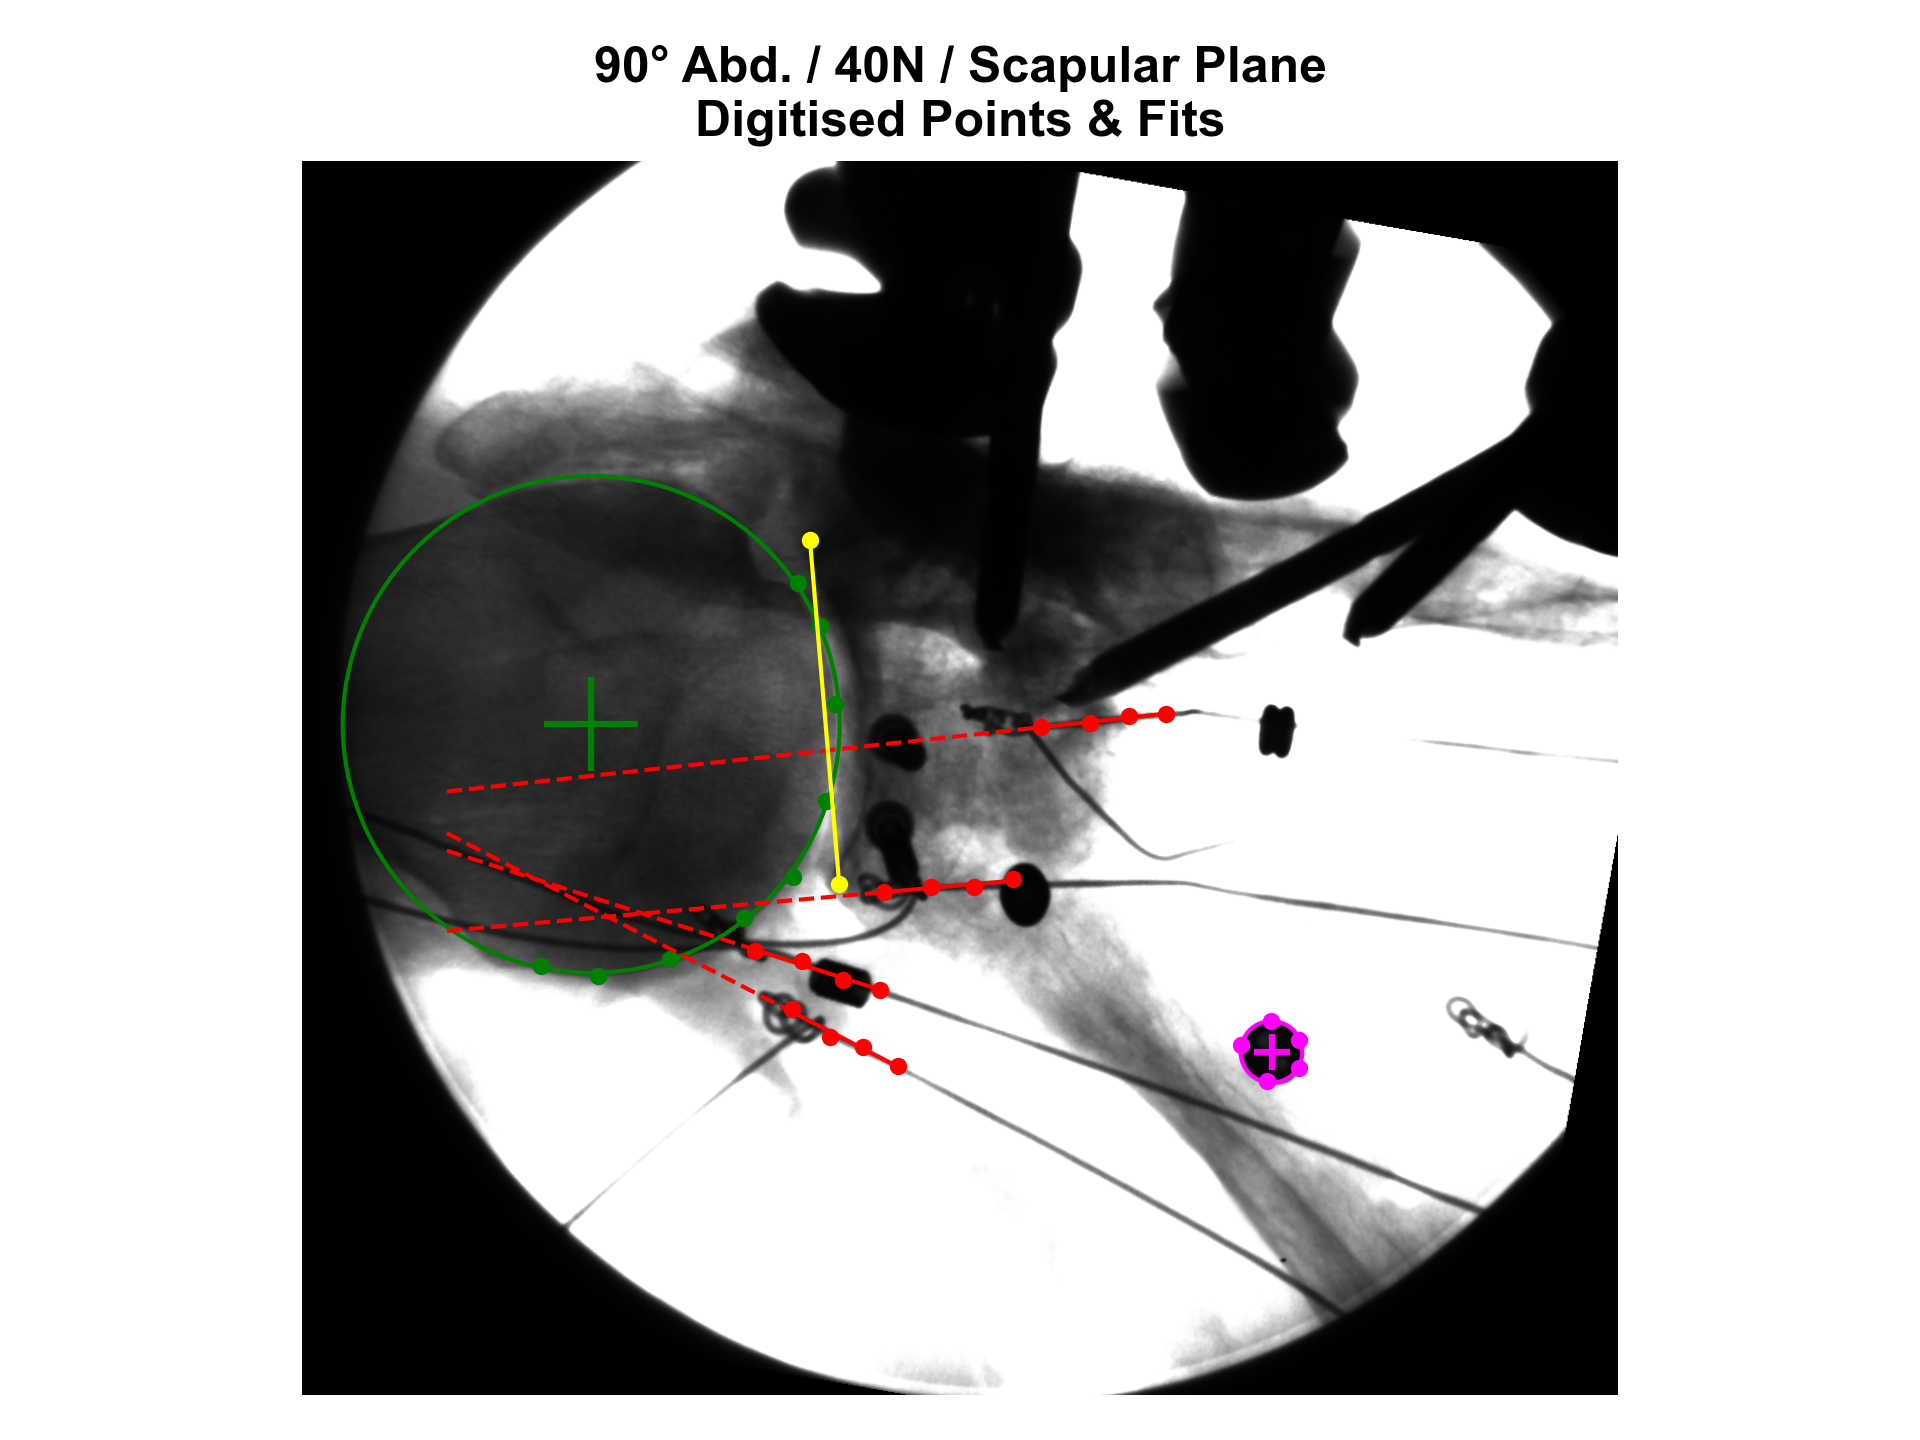 90° Abd. / 40N / Scapular Plane
Digitised Points & Fits